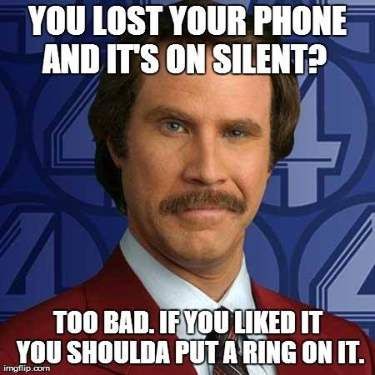 YOU LOST YOUR PHONE
AND IT'S ON SILENT?
TOO BAD. IF YOU LIKED IT
YOU SHOULDA PUT A RING ON IT.
imgflip.com